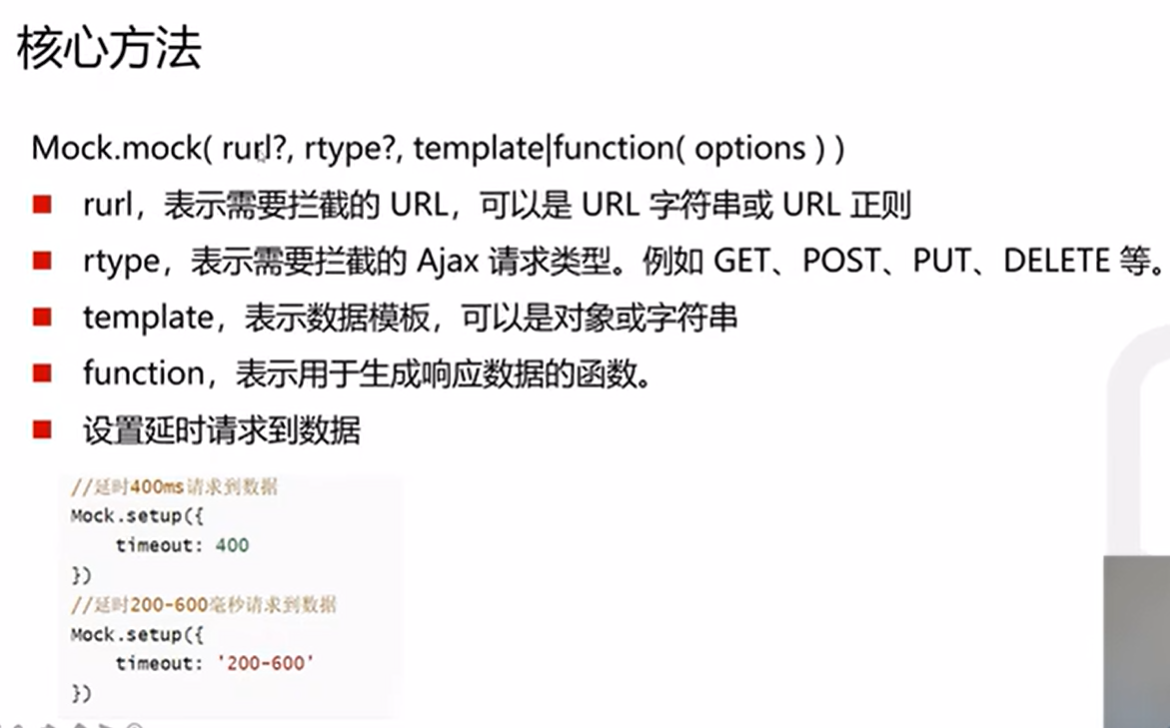 核心方法
Mock.mock( rurl?, rtype?, template|function( options ) )
rurl，表示需要拦截的 URL，可以是 URL 字符串或 URL 正则
rtype，表示需要拦截的 Ajax 请求类型。例如 GET、POST、PUT、DELETE 等。
template，表示数据模板，可以是对象或字符串
function，表示用于生成响应数据的函数。
设置延时请求到数据
//延时400ms请求到数据
Mock.setup({
    timeout: 400
})
//延时200-600毫秒请求到数据
Mock.setup({
    timeout: '200-600'
})